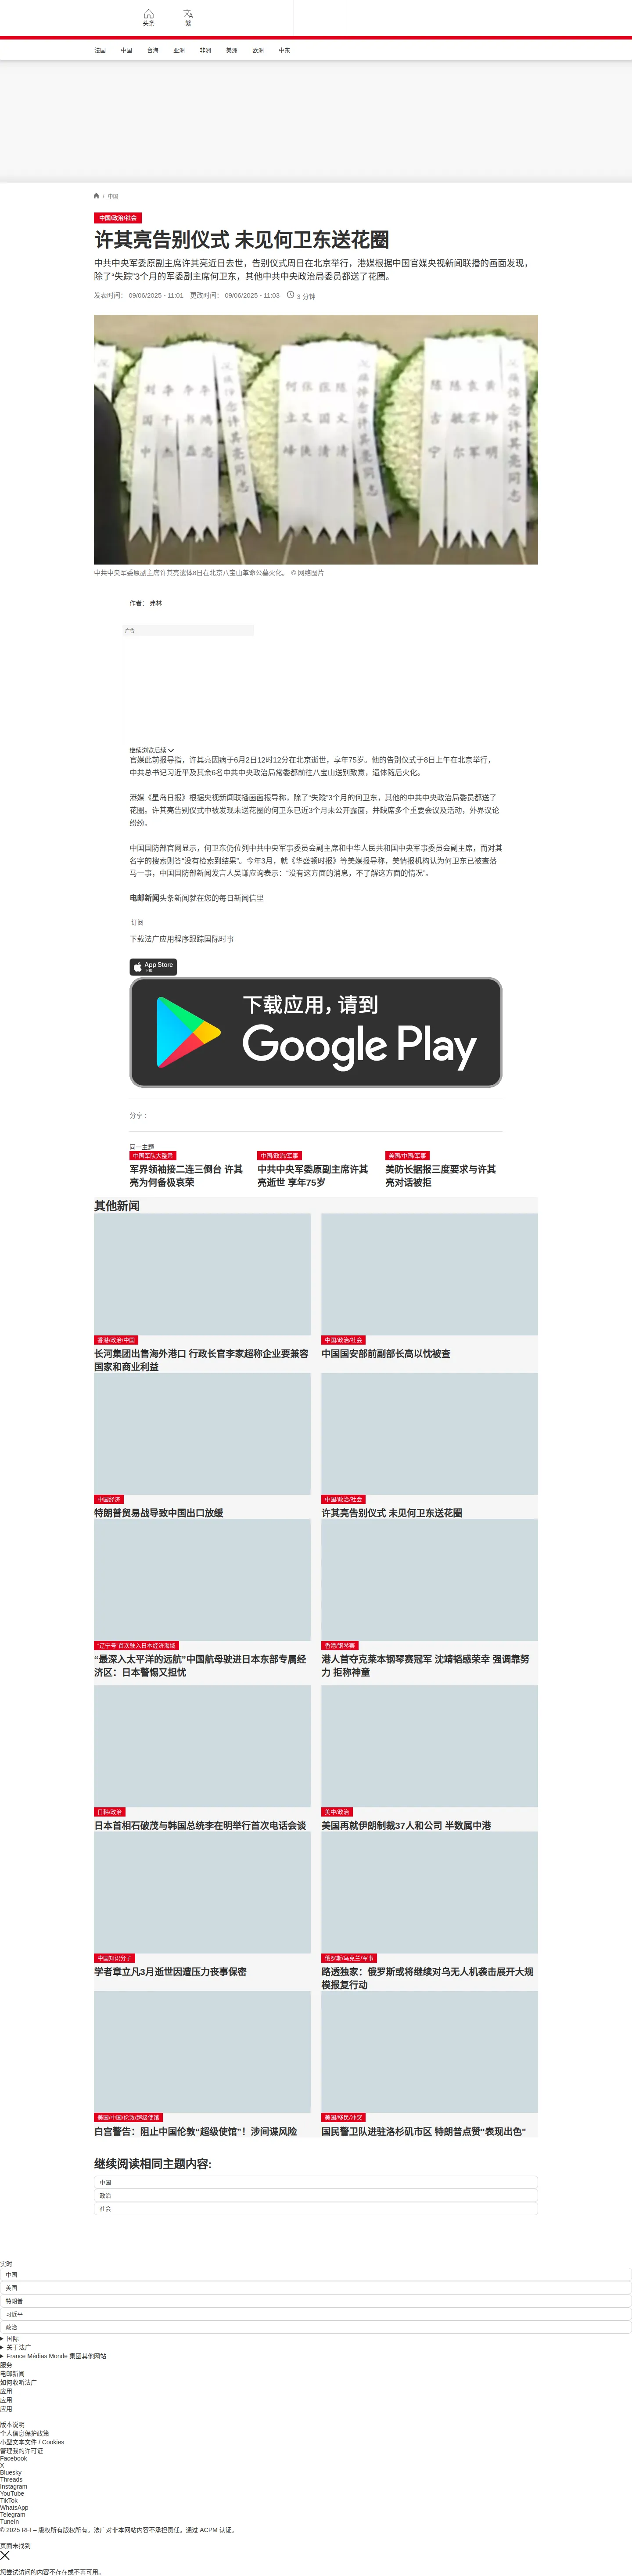 头条
繁
法国 中国 台海 亚洲 非洲 美洲 欧洲 中东
/ 中国
中国/政治/社会
许其亮告别仪式 未见何卫东送花圈
中共中央军委原副主席许其亮近日去世，告别仪式周日在北京举行，港媒根据中国官媒央视新闻联播的画面发现，
除了“失踪”3个月的军委副主席何卫东，其他中共中央政治局委员都送了花圈。
发表时间： 09/06/2025 - 11:01 更改时间： 09/06/2025 - 11:03 3 分钟
中共中央军委原副主席许其亮遗体8日在北京八宝山革命公墓火化。 © 网络图片
作者： 弗林
广告
继续浏览后续
官媒此前报导指，许其亮因病于6月2日12时12分在北京逝世，享年75岁。他的告别仪式于8日上午在北京举行，
中共总书记习近平及其余6名中共中央政治局常委都前往八宝山送别致意，遗体随后火化。
港媒《星岛日报》根据央视新闻联播画面报导称，除了“失蹤”3个月的何卫东，其他的中共中央政治局委员都送了
花圈。许其亮告别仪式中被发现未送花圈的何卫东已近3个月未公开露面，并缺席多个重要会议及活动，外界议论
纷纷。
中国国防部官网显示，何卫东仍位列中共中央军事委员会副主席和中华人民共和国中央军事委员会副主席，而对其
名字的搜索则答“没有检索到结果”。今年3月，就《华盛顿时报》等美媒报导称，美情报机构认为何卫东已被查落
马一事，中国国防部新闻发言人吴谦应询表示：“没有这方面的消息，不了解这方面的情况”。
电邮新闻头条新闻就在您的每日新闻信里
订阅
下载法广应用程序跟踪国际时事
App Store
下载
下载应用，请到
Google Play
分享 :
同一主题
中国军队大整肃
军界领袖接二连三倒台 许其
亮为何备极哀荣
中国/政治/军事
中共中央军委原副主席许其
亮逝世 享年75岁
美国/中国/军事
美防长据报三度要求与许其
亮对话被拒
其他新闻
香港/政治/中国
长河集团出售海外港口 行政长官李家超称企业要兼容
国家和商业利益
中国/政治/社会
中国国安部前副部长高以忱被查
中国经济
特朗普贸易战导致中国出口放缓
中国/政治/社会
许其亮告别仪式 未见何卫东送花圈
“辽宁号”首次驶入日本经济海域
“最深入太平洋的远航”中国航母驶进日本东部专属经
济区：日本警惕又担忧
香港/钢琴赛
港人首夺克莱本钢琴赛冠军 沈靖韬感荣幸 强调靠努
力 拒称神童
日韩/政治
日本首相石破茂与韩国总统李在明举行首次电话会谈
美中/政治
美国再就伊朗制裁37人和公司 半数属中港
中国知识分子
学者章立凡3月逝世因遭压力丧事保密
俄罗斯/乌克兰/军事
路透独家：俄罗斯或将继续对乌无人机袭击展开大规
模报复行动
美国/中国/伦敦/超级使馆
白宫警告：阻止中国伦敦“超级使馆”！涉间谍风险
美国/移民/冲突
国民警卫队进驻洛杉矶市区 特朗普点赞"表现出色"
继续阅读相同主题内容:
中国
政治
社会
实时
中国
美国
特朗普
习近平
政治
国际
关于法广
France Médias Monde 集团其他网站
服务
电邮新闻
如何收听法广
应用
应用
应用
版本说明
个人信息保护政策
小型文本文件 / Cookies
管理我的许可证
Facebook
X
Bluesky
Threads
Instagram
YouTube
TikTok
WhatsApp
Telegram
TuneIn
© 2025 RFI – 版权所有版权所有。法广对非本网站内容不承担责任。通过 ACPM 认证。
页面未找到
您尝试访问的内容不存在或不再可用。